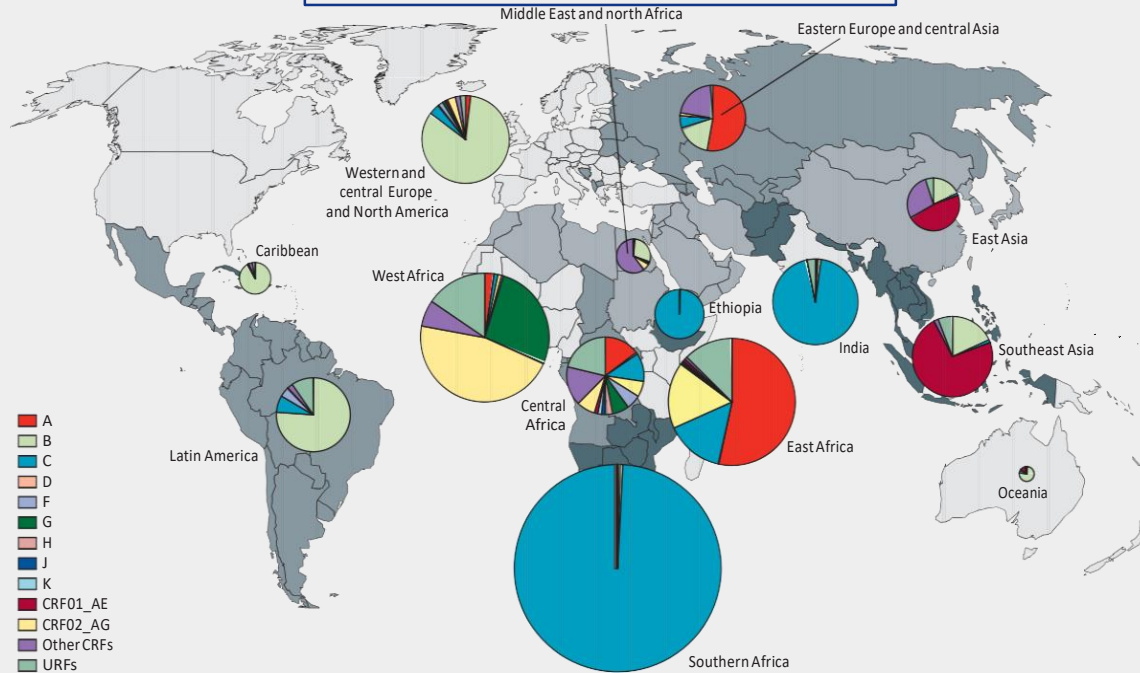 Middle East and north Africa
Eastern Europe and central Asia
Western and
central Europe
and North America
East Asia
Caribbean
West Africa
Ethiopia
India
Southeast Asia
Central
Africa
East Africa
Latin America
Oceania
Southern Africa
A
B
C
D
F
G
H
J
K
CRF01_AE
CRF02_AG
Other CRFs
URFs